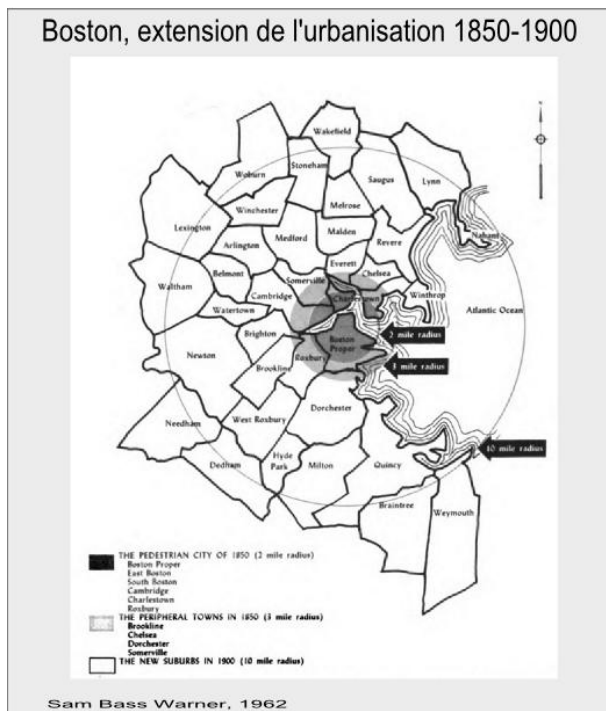 Boston, extension de l'urbanisation 1850-1900
Wakefield
Stoneham
Woburn
Saugus
Lynn
Winchester
Melrose
Nahant
Lexington
Medford
Malden
Revere
Arlington
Everett
Belmont
Somerville
Chelsea
Waltham
Cambridge
Charlestown
Winthrop
Watertown
Atlantic Ocean
Brighton
Boston
Proper
2 mile radius
Newton
Roxbury
Brookline
3 mile radius
Dorchester
West Roxbury
Needham
10 mile radius
Hyde
Park
Dedham
Milton
Quincy
Braintree
Weymouth
THE PEDESTRIAN CITY OF 1850 (2 mile radius)
Boston Proper
East Boston
South Boston
Cambridge
Charlestown
Roxbury
THE PERIPHERAL TOWNS IN 1850 (3 mile radius)
Brookline
Chelsea
Dorchester
Somerville
THE NEW SUBURBS IN 1900 (10 mile radius)
Sam Bass Warner, 1962